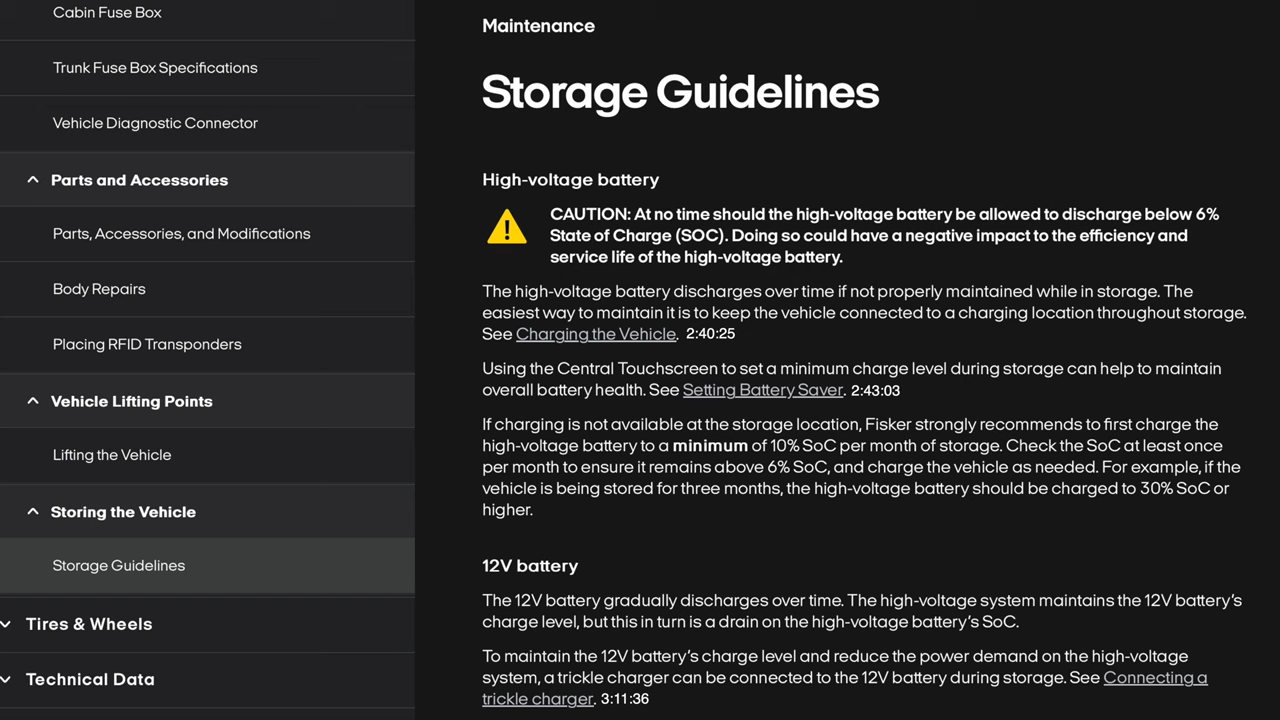 Cabin Fuse Box
Trunk Fuse Box Specifications
Vehicle Diagnostic Connector
Parts and Accessories
Parts, Accessories, and Modifications
Body Repairs
Placing RFID Transponders
Vehicle Lifting Points
Lifting the Vehicle
Storing the Vehicle
Storage Guidelines
Tires & Wheels
Technical Data
Maintenance
Storage Guidelines
High-voltage battery
CAUTION: At no time should the high-voltage battery be allowed to discharge below 6%
State of Charge (SOC). Doing so could have a negative impact to the efficiency and
service life of the high-voltage battery.
The high-voltage battery discharges over time if not properly maintained while in storage. The
easiest way to maintain it is to keep the vehicle connected to a charging location throughout storage.
See Charging the Vehicle. 2:40:25
Using the Central Touchscreen to set a minimum charge level during storage can help to maintain
overall battery health. See Setting Battery Saver. 2:43:03
If charging is not available at the storage location, Fisker strongly recommends to first charge the
high-voltage battery to a minimum of 10% SoC per month of storage. Check the SoC at least once
per month to ensure it remains above 6% SoC, and charge the vehicle as needed. For example, if the
vehicle is being stored for three months, the high-voltage battery should be charged to 30% SoC or
higher.
12V battery
The 12V battery gradually discharges over time. The high-voltage system maintains the 12V battery's
charge level, but this in turn is a drain on the high-voltage battery's SoC.
To maintain the 12V battery's charge level and reduce the power demand on the high-voltage
system, a trickle charger can be connected to the 12V battery during storage. See Connecting a
trickle charger. 3:11:36